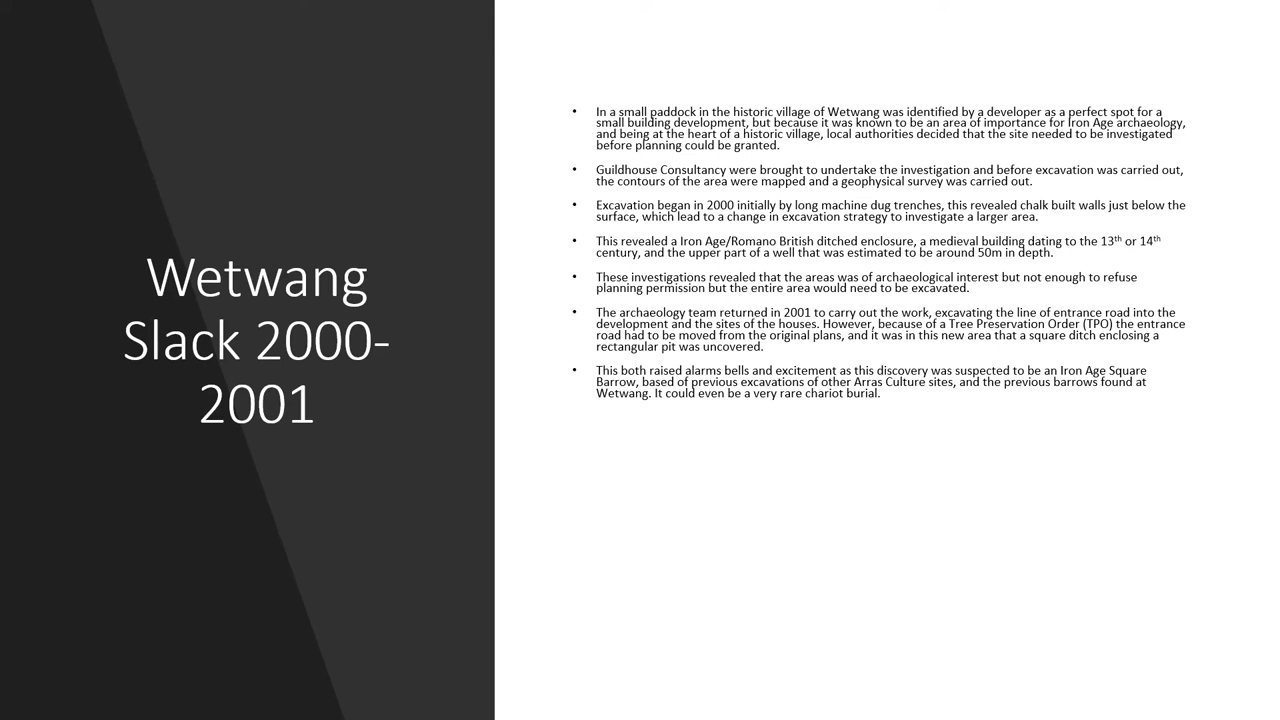 Wetwang
Slack 2000-
2001
• In a small paddock in the historic village of Wetwang was identified by a developer as a perfect spot for a
small building development, but because it was known to be an area of importance for Iron Age archaeology,
and being at the heart of a historic village, local authorities decided that the site needed to be investigated
before planning could be granted.
• Guildhouse Consultancy were brought to undertake the investigation and before excavation was carried out,
the contours of the area were mapped and a geophysical survey was carried out.
• Excavation began in 2000 initially by long machine dug trenches, this revealed chalk built walls just below the
surface, which lead to a change in excavation strategy to investigate a larger area.
• This revealed a Iron Age/Romano British ditched enclosure, a medieval building dating to the 13th or 14th
century, and the upper part of a well that was estimated to be around 50m in depth.
• These investigations revealed that the areas was of archaeological interest but not enough to refuse
planning permission but the entire area would need to be excavated.
• The archaeology team returned in 2001 to carry out the work, excavating the line of entrance road into the
development and the sites of the houses. However, because of a Tree Preservation Order (TPO) the entrance
road had to be moved from the original plans, and it was in this new area that a square ditch enclosing a
rectangular pit was uncovered.
• This both raised alarms bells and excitement as this discovery was suspected to be an Iron Age Square
Barrow, based of previous excavations of other Arras Culture sites, and the previous barrows found at
Wetwang. It could even be a very rare chariot burial.